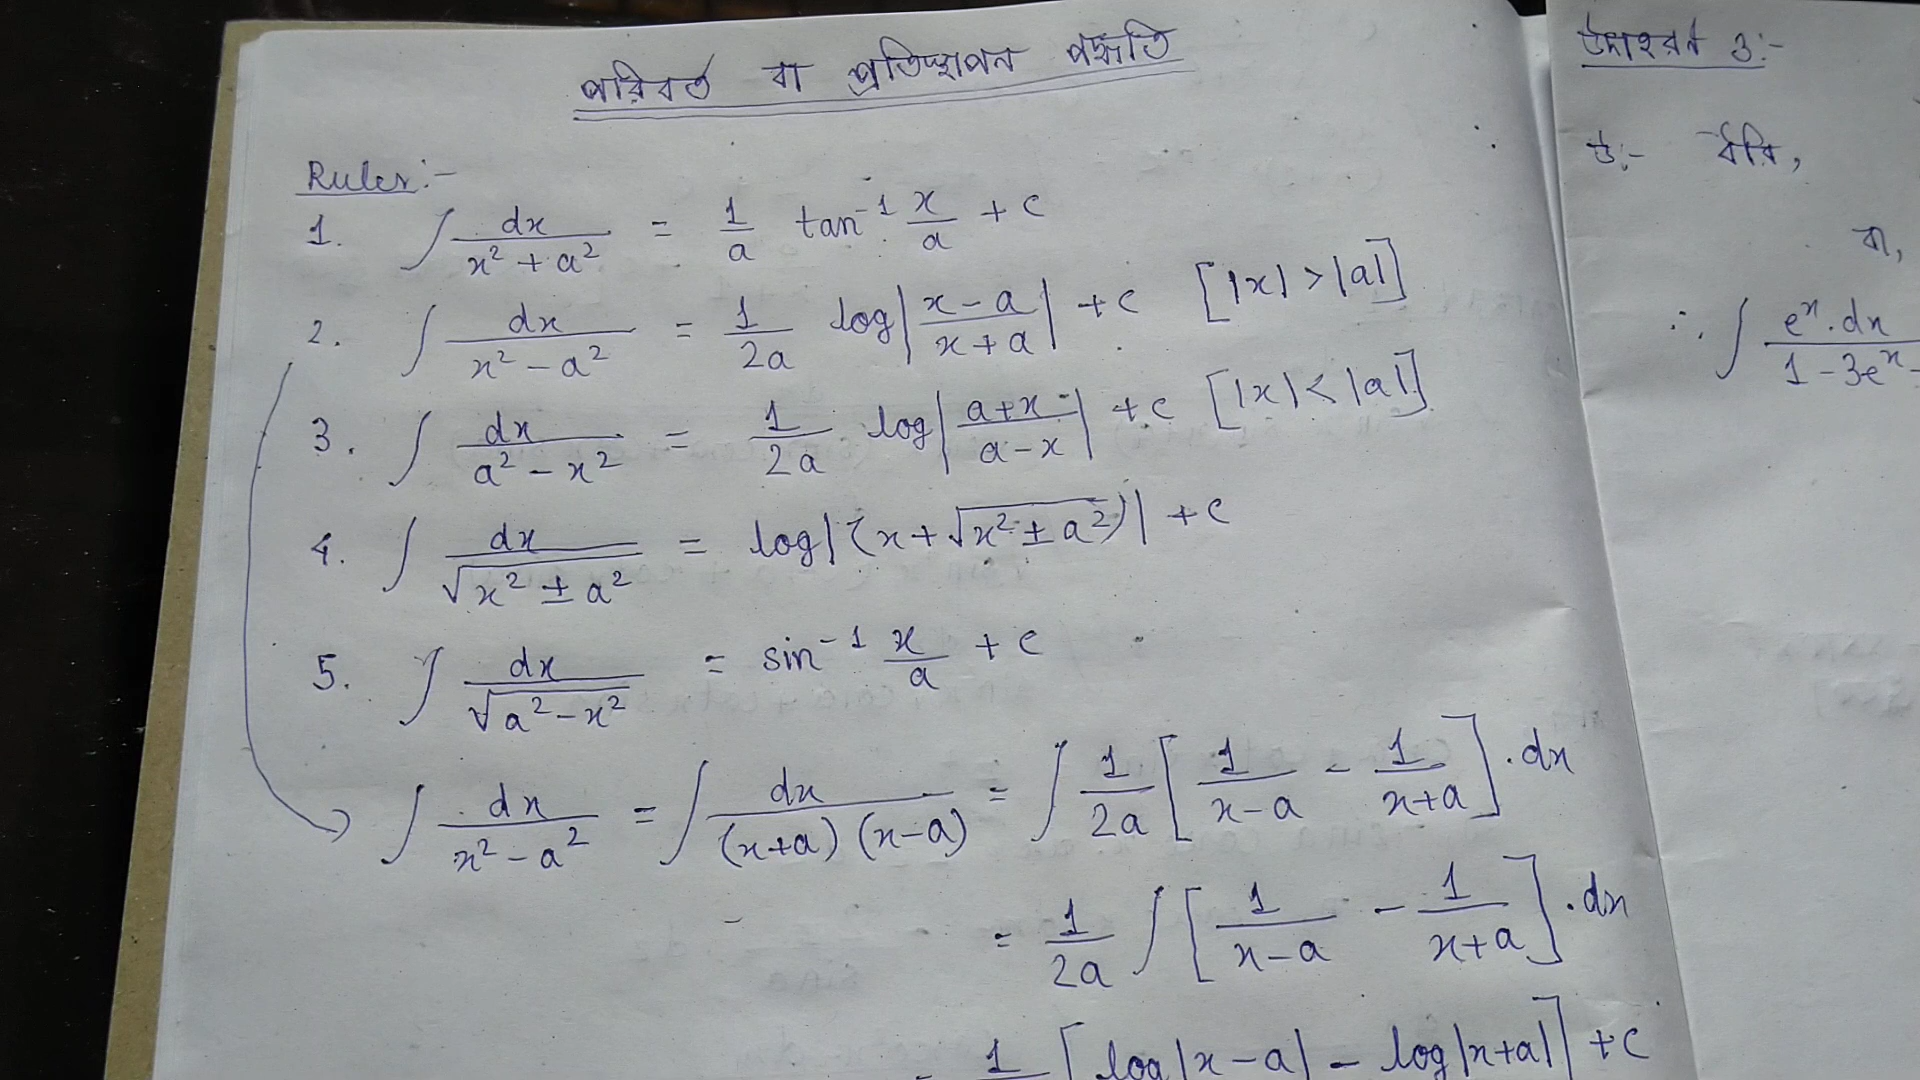 পরিবর্ত বা প্রতিস্থাপন পদ্ধতি
Rules:-
1. ∫ dx/(x² + a²) = 1/a tan⁻¹ x/a + c
2. ∫ dx/(x² - a²) = 1/2a log|(x - a)/(x + a)| + c [|x| > |a|]
3. ∫ dx/(a² - x²) = 1/2a log|(a + x)/(a - x)| + c [|x| < |a|]
4. ∫ dx/√(x² ± a²) = log|(x + √(x² ± a²))| + c
5. ∫ dx/√(a² - x²) = sin⁻¹ x/a + c
∫ dx/(x² - a²) = ∫ dx/((x+a)(x-a)) = ∫ 1/2a [1/(x-a) - 1/(x+a)] . dx
= 1/2a ∫ [1/(x-a) - 1/(x+a)] . dx
= 1 [log|x-a| - log|x+a|] + c
উদাহরণ 3:-
উ:- ধরি,
বা,
∴ ∫ eˣ.dx/(1 - 3eˣ -